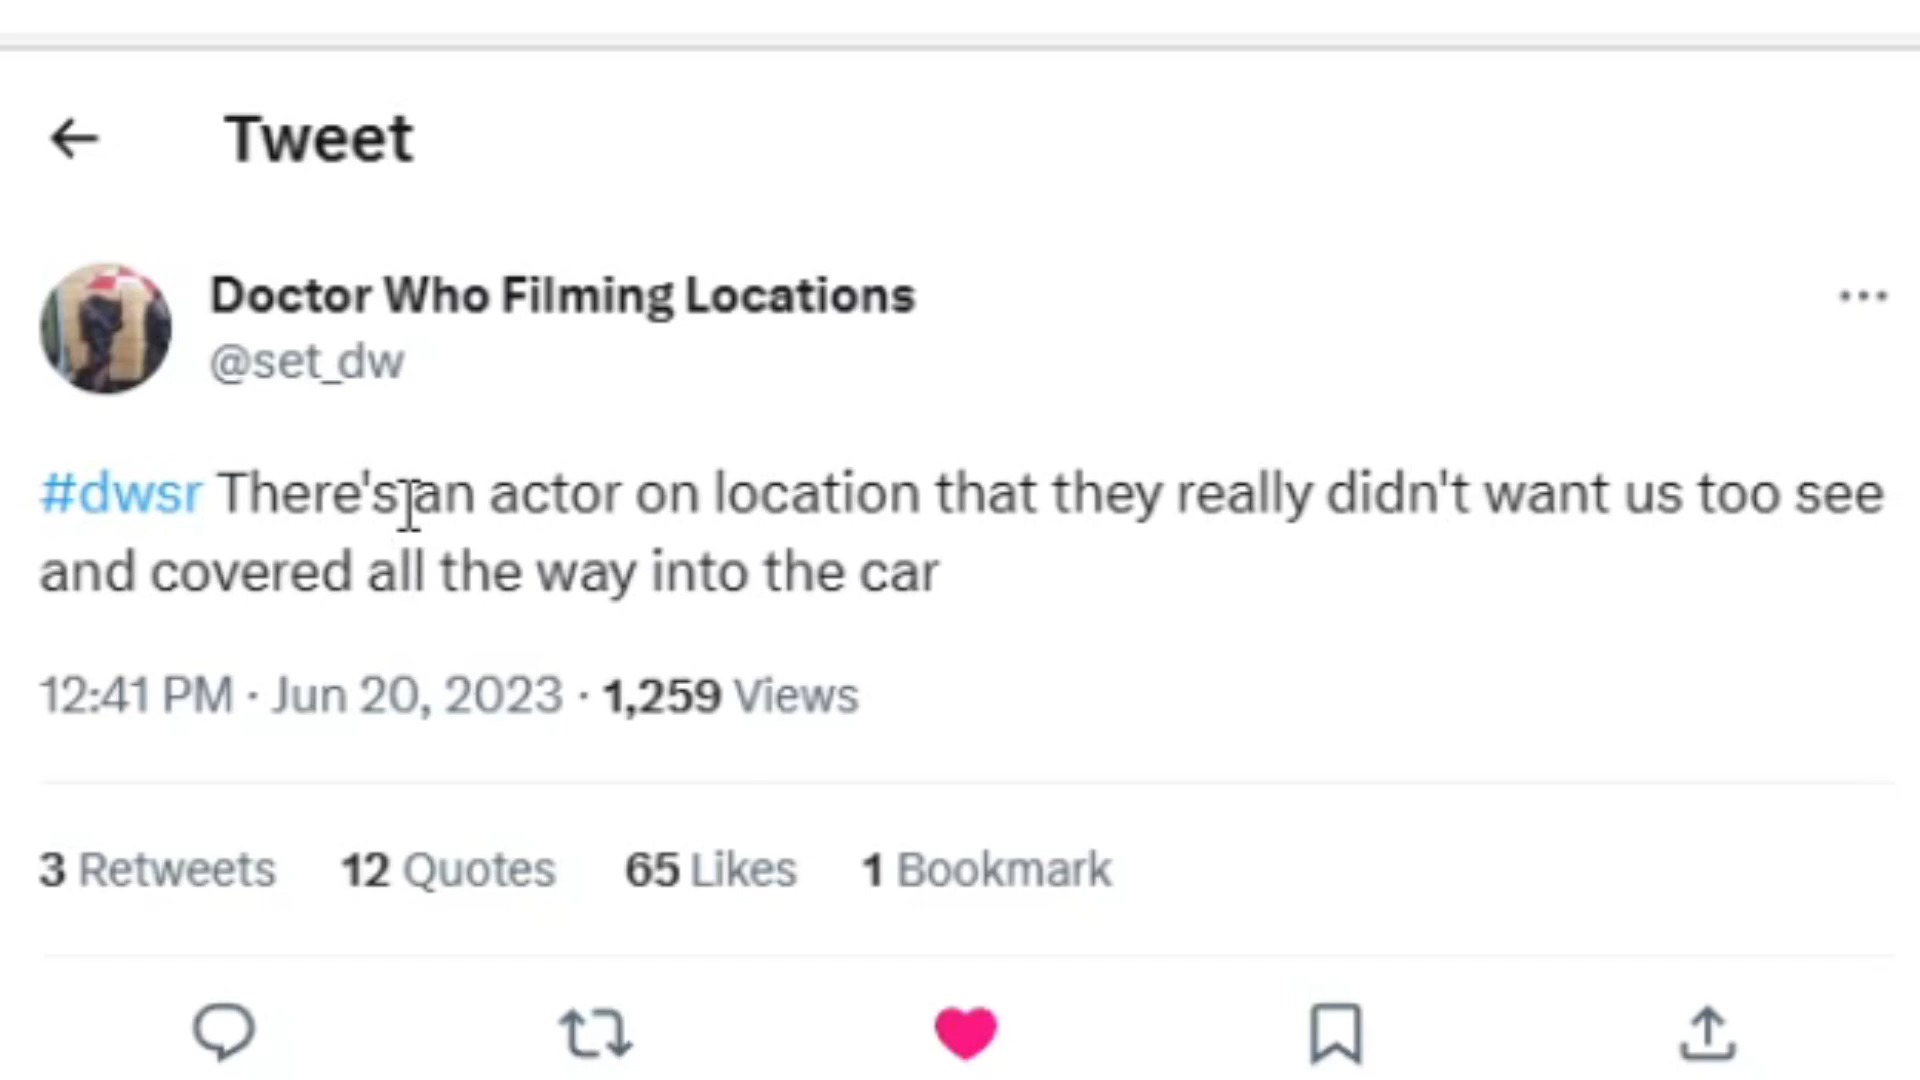 Tweet
Doctor Who Filming Locations
@set_dw
#dwsr There's an actor on location that they really didn't want us too see
and covered all the way into the car
12:41 PM · Jun 20, 2023 · 1,259 Views
3 Retweets 12 Quotes 65 Likes 1 Bookmark